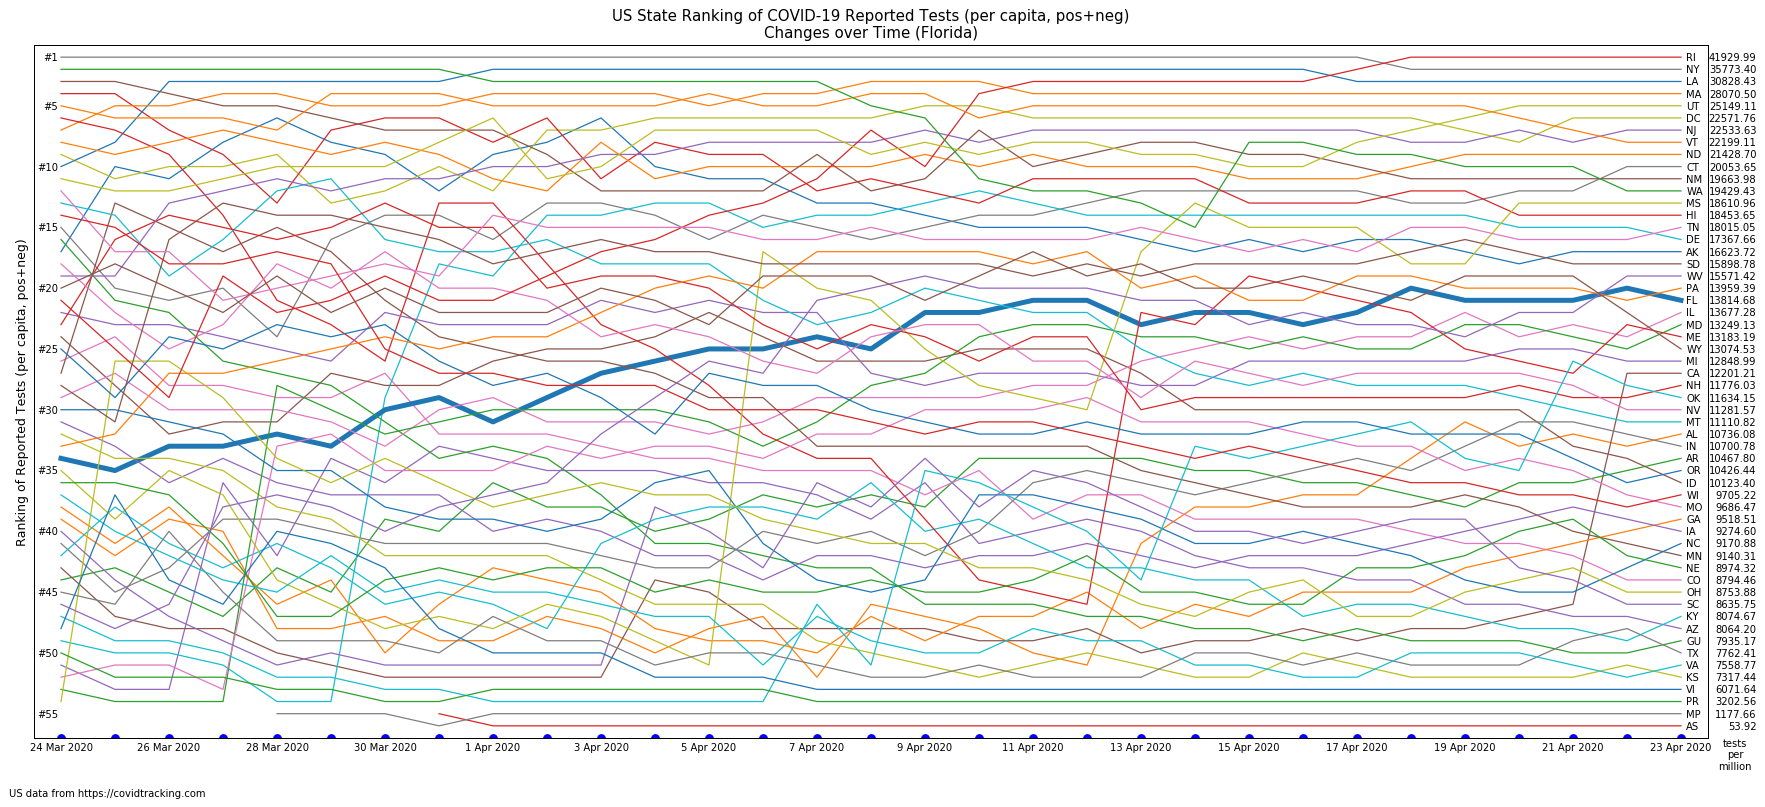 US State Ranking of COVID-19 Reported Tests (per capita, pos+neg)
Changes over Time (Florida)
Ranking of Reported Tests (per capita, pos+neg)
#1
#5
#10
#15
#20
#25
#30
#35
#40
#45
#50
#55
RI 41929.99
NY 35773.40
LA 30828.43
MA 28070.50
UT 25149.11
DC 22571.76
NJ 22533.63
VT 22199.11
ND 21428.70
CT 20053.65
NM 19663.98
WA 19429.43
MS 18610.96
HI 18453.65
TN 18015.05
DE 17367.66
AK 16623.72
SD 15898.78
WV 15571.42
PA 13959.39
FL 13814.68
IL 13677.28
MD 13249.13
ME 13183.19
WY 13074.53
MI 12848.99
CA 12201.21
NH 11776.03
OK 11634.15
NV 11281.57
MT 11110.82
AL 10736.08
IN 10700.78
AR 10467.80
OR 10426.44
ID 10123.40
WI 9705.22
MO 9686.47
GA 9518.51
IA 9274.60
NC 9170.88
MN 9140.31
NE 8974.32
CO 8794.46
OH 8753.88
SC 8635.75
KY 8074.67
AZ 8064.20
GU 7935.17
TX 7762.41
VA 7558.77
KS 7317.44
VI 6071.64
PR 3202.56
MP 1177.66
AS 53.92
24 Mar 2020 26 Mar 2020 28 Mar 2020 30 Mar 2020 1 Apr 2020 3 Apr 2020 5 Apr 2020 7 Apr 2020 9 Apr 2020 11 Apr 2020 13 Apr 2020 15 Apr 2020 17 Apr 2020 19 Apr 2020 21 Apr 2020 23 Apr 2020
tests
per
million
US data from https://covidtracking.com